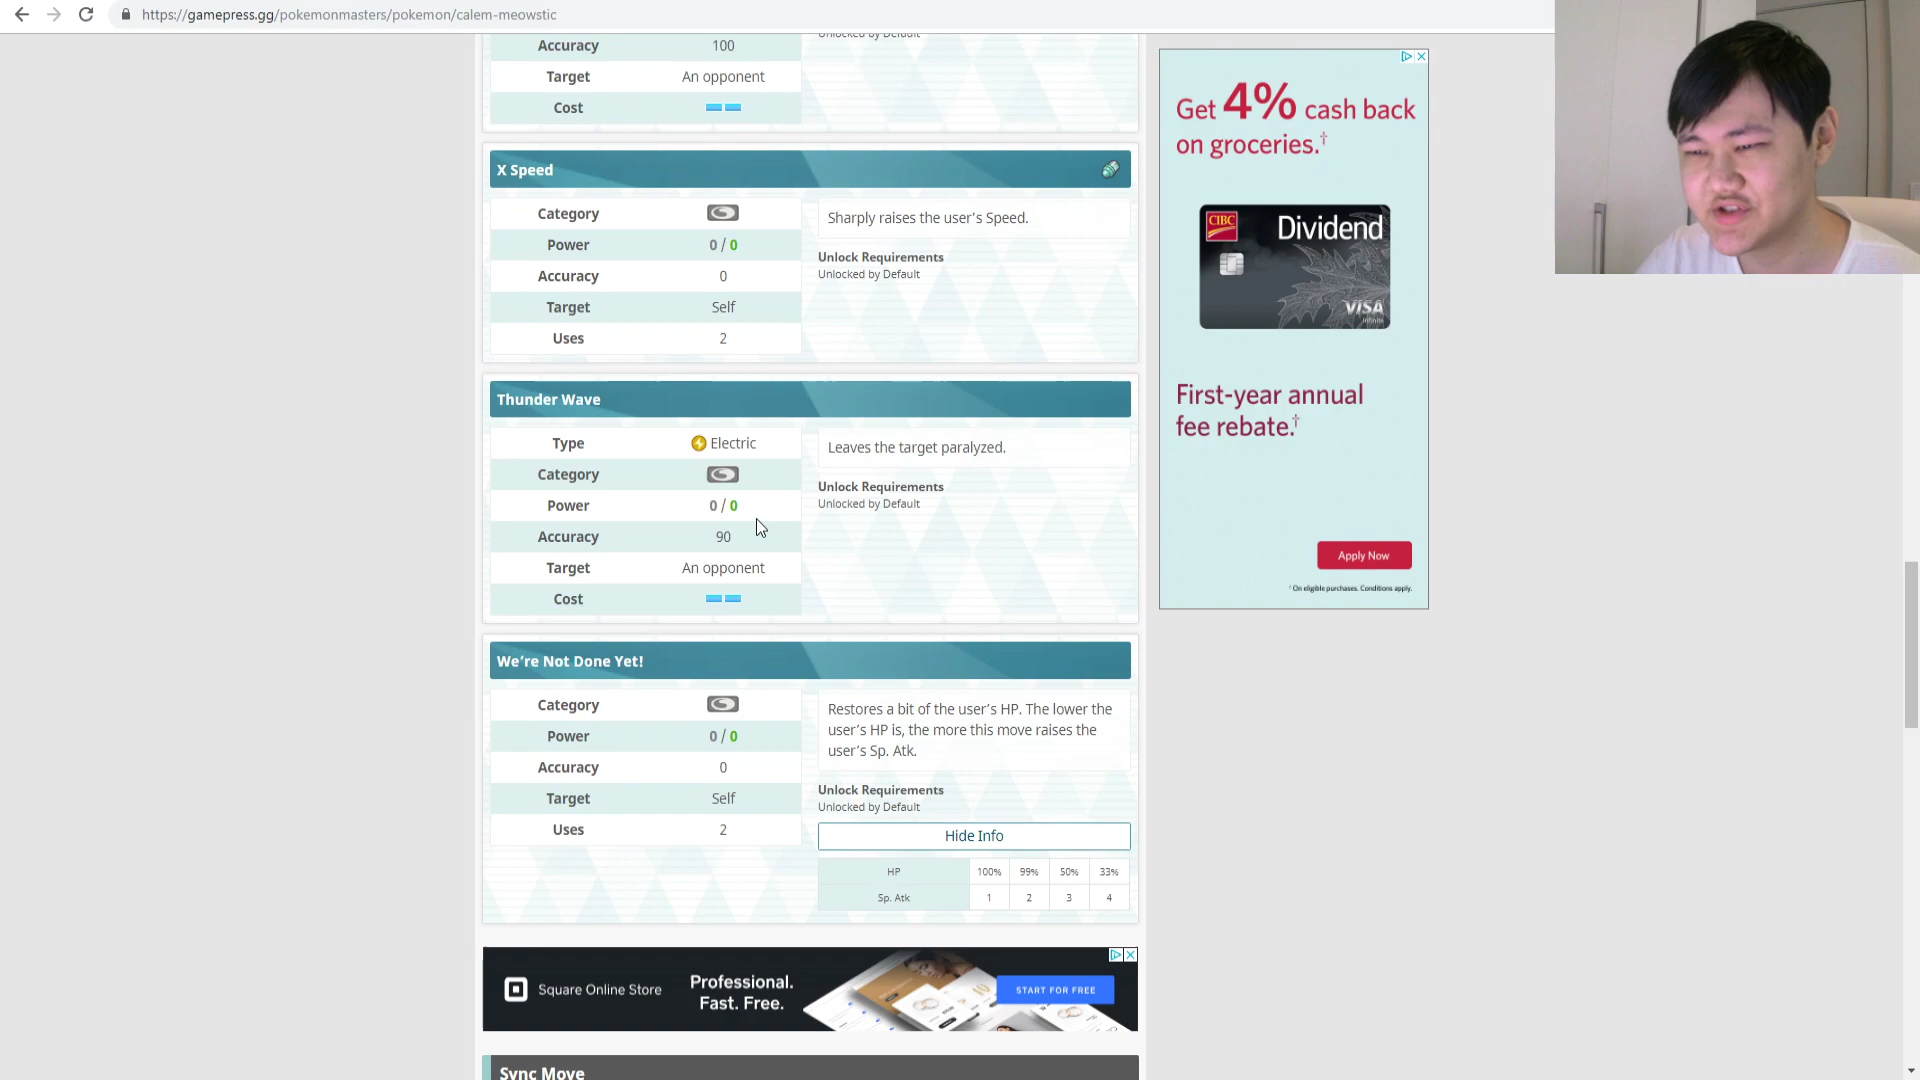 https://gamepress.gg/pokemonmasters/pokemon/calem-meowstic
Unlocked by Default
Accuracy 100
Target An opponent
Cost
X Speed
Category
Power 0 / 0
Accuracy 0
Target Self
Uses 2
Sharply raises the user's Speed.
Unlock Requirements
Unlocked by Default
Thunder Wave
Type Electric
Category
Power 0 / 0
Accuracy 90
Target An opponent
Cost
Leaves the target paralyzed.
Unlock Requirements
Unlocked by Default
We're Not Done Yet!
Category
Power 0 / 0
Accuracy 0
Target Self
Uses 2
Restores a bit of the user's HP. The lower the
user's HP is, the more this move raises the
user's Sp. Atk.
Unlock Requirements
Unlocked by Default
Hide Info
HP 100% 99% 50% 33%
Sp. Atk 1 2 3 4
Square Online Store
Professional.
Fast. Free.
START FOR FREE
Sync Move
Get 4% cash back
on groceries.†
CIBC
Dividend
VISA
Infinite
First-year annual
fee rebate.†
Apply Now
† On eligible purchases. Conditions apply.